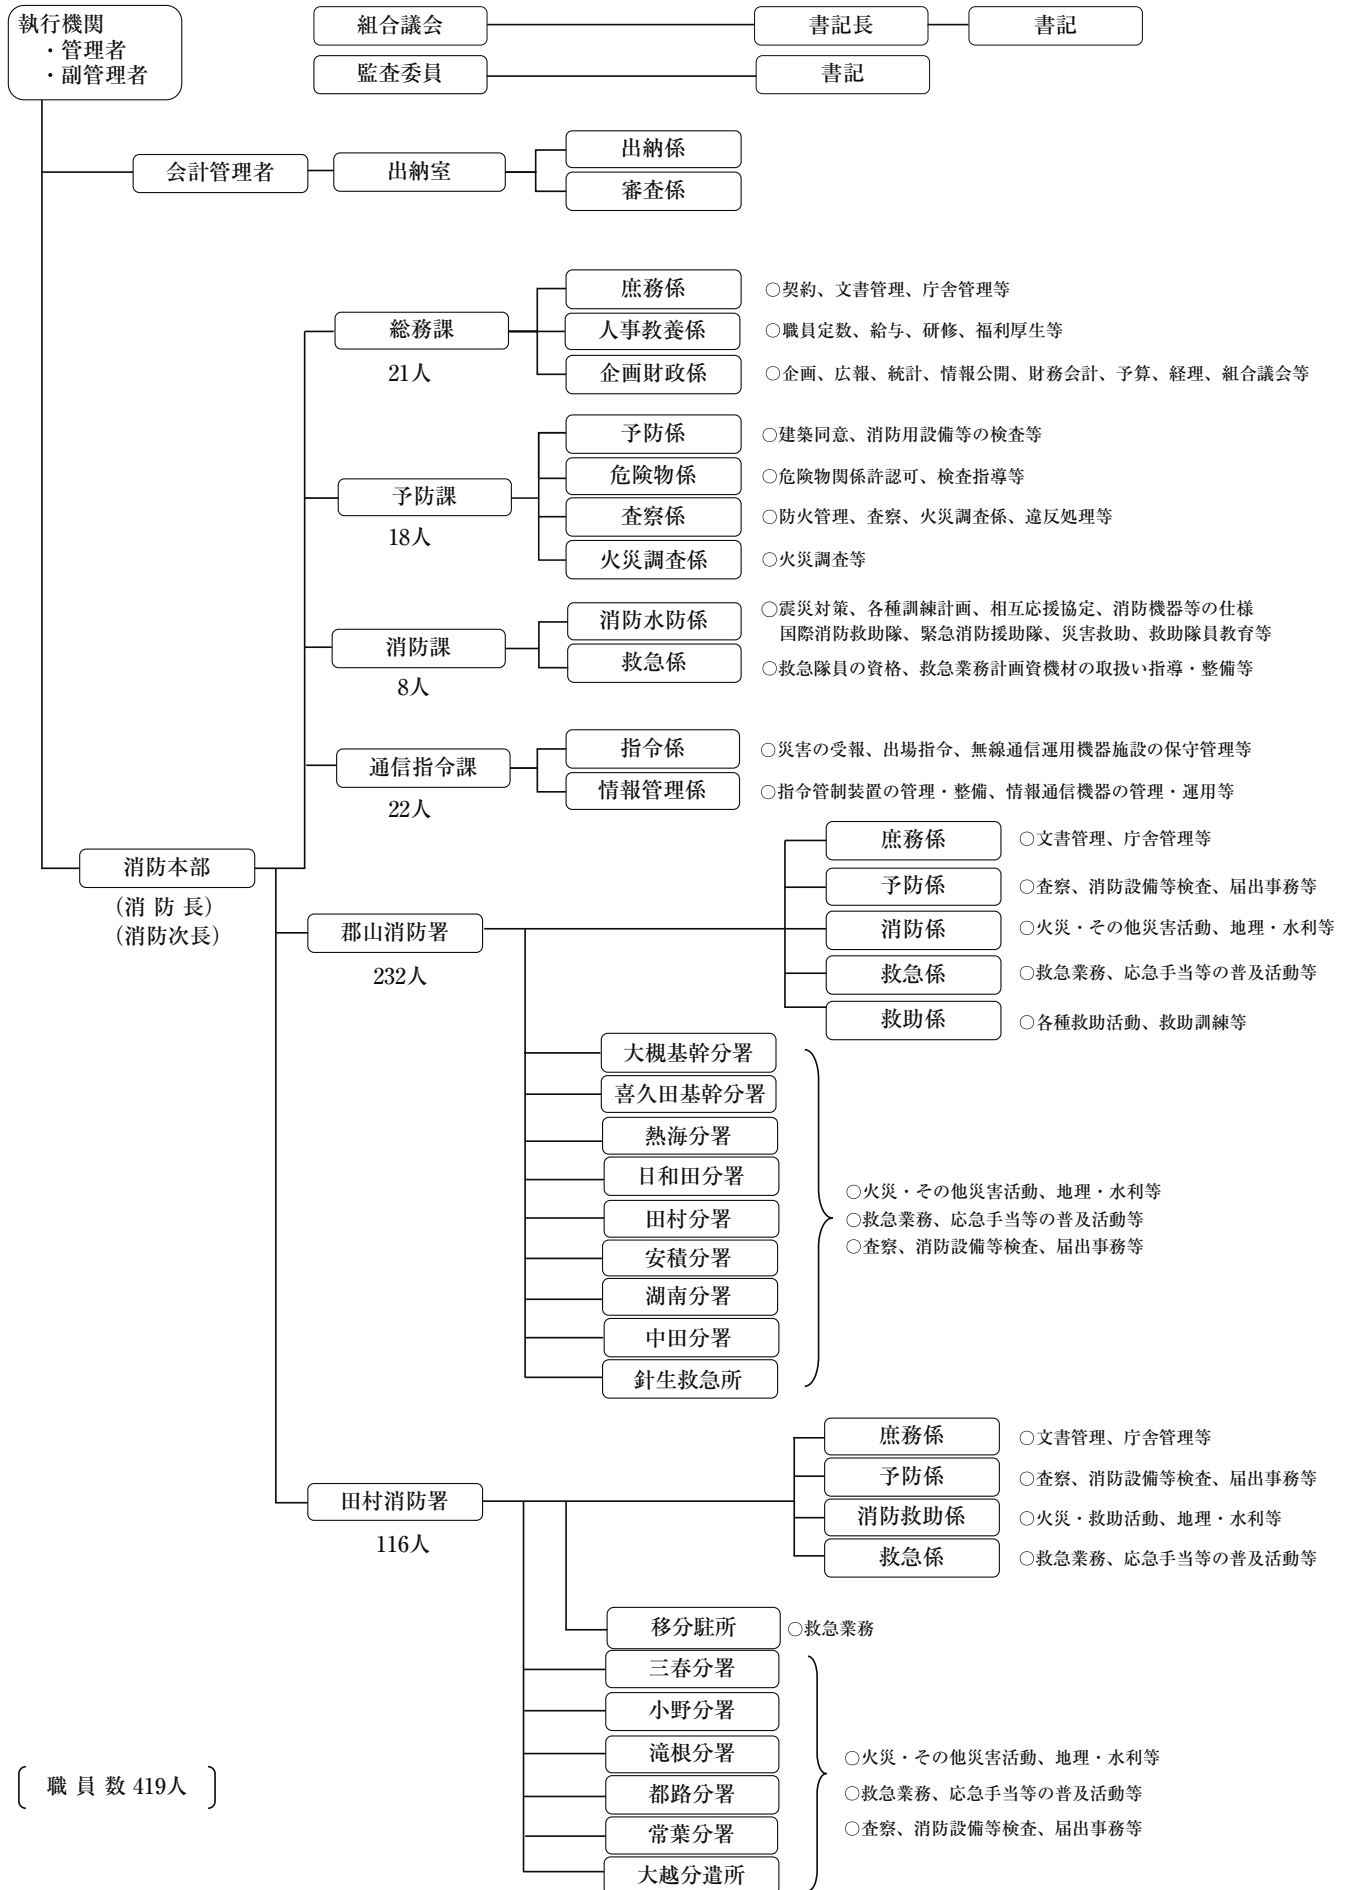 執行機関
・管理者
・副管理者
組合議会 書記長 書記
監査委員 書記
会計管理者 出納室 出納係
審査係
庶務係 ○契約、文書管理、庁舎管理等
総務課 人事教養係 ○職員定数、給与、研修、福利厚生等
21人 企画財政係 ○企画、広報、統計、情報公開、財務会計、予算、経理、組合議会等
予防係 ○建築同意、消防用設備等の検査等
危険物係 ○危険物関係許認可、検査指導等
予防課 査察係 ○防火管理、査察、火災調査係、違反処理等
18人 火災調査係 ○火災調査等
消防水防係 ○震災対策、各種訓練計画、相互応援協定、消防機器等の仕様
国際消防救助隊、緊急消防援助隊、災害救助、救助隊員教育等
消防課 救急係 ○救急隊員の資格、救急業務計画資機材の取扱い指導・整備等
8人
指令係 ○災害の受報、出場指令、無線通信運用機器施設の保守管理等
通信指令課 情報管理係 ○指令管制装置の管理・整備、情報通信機器の管理・運用等
22人
消防本部
（消 防 長）
（消防次長）
庶務係 ○文書管理、庁舎管理等
予防係 ○査察、消防設備等検査、届出事務等
郡山消防署 消防係 ○火災・その他災害活動、地理・水利等
232人 救急係 ○救急業務、応急手当等の普及活動等
救助係 ○各種救助活動、救助訓練等
大槻基幹分署
喜久田基幹分署
熱海分署
日和田分署
田村分署
安積分署
湖南分署
中田分署
針生救急所
○火災・その他災害活動、地理・水利等
○救急業務、応急手当等の普及活動等
○査察、消防設備等検査、届出事務等
庶務係 ○文書管理、庁舎管理等
予防係 ○査察、消防設備等検査、届出事務等
田村消防署 消防救助係 ○火災・救助活動、地理・水利等
116人 救急係 ○救急業務、応急手当等の普及活動等
移分駐所 ○救急業務
三春分署
小野分署
滝根分署
都路分署
常葉分署
大越分遣所
○火災・その他災害活動、地理・水利等
○救急業務、応急手当等の普及活動等
○査察、消防設備等検査、届出事務等
職 員 数 419人